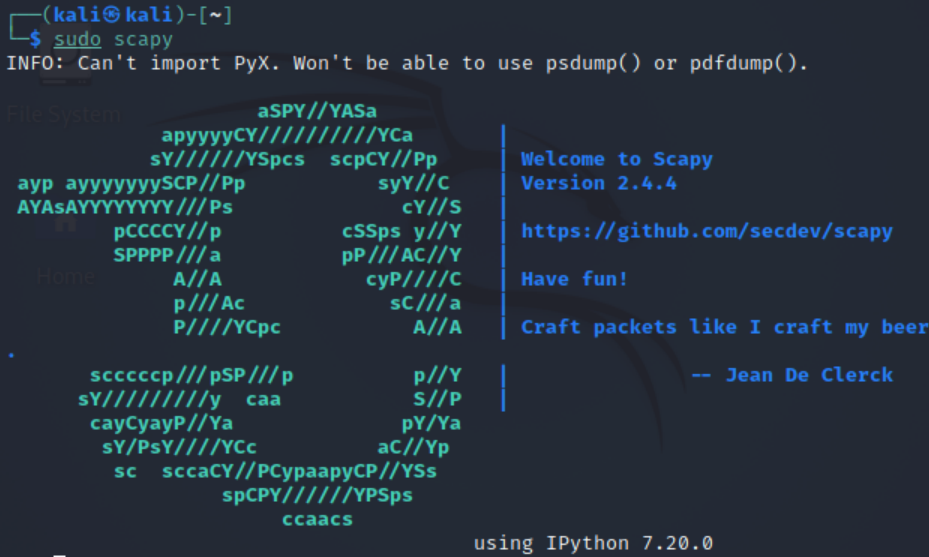 ┌──(kali㉿kali)-[~]
└─$ sudo scapy
INFO: Can't import PyX. Won't be able to use psdump() or pdfdump().
File System
                     aSPY//YASa
             apyyyyCY//////////YCa       |
            sY//////YSpcs  scpCY//Pp     | Welcome to Scapy
 ayp ayyyyyyySCP//Pp           syY//C    | Version 2.4.4
 AYAsAYYYYYYYY///Ps              cY//S   |
         pCCCCY//p          cSSps y//Y   | https://github.com/secdev/scapy
         SPPPP///a          pP///AC//Y   |
Home
              A//A            cyP////C   | Have fun!
              p///Ac            sC///a   |
              P////YCpc           A//A   | Craft packets like I craft my beer
.
       scccccp///pSP///p          p//Y   |               -- Jean De Clerck
      sY/////////y  caa           S//P   |
       cayCyayP//Ya              pY/Ya
        sY/PsY////YCc          aC//Yp
         sc  sccaCY//PCypaapyCP//YSs
                  spCPY//////YPSps
                       ccaacs
                                       using IPython 7.20.0